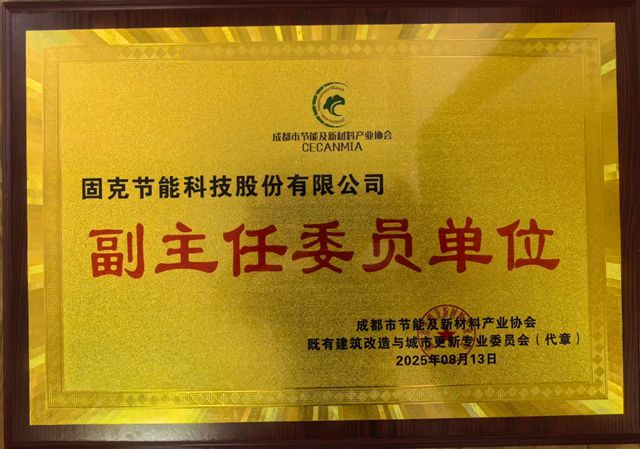 成都市节能及新材料产业协会
CECANMIA
固克节能科技股份有限公司
副主任委员单位
成都市节能及新材料产业协会
既有建筑改造与城市更新专业委员会（代章）
2025年08月13日